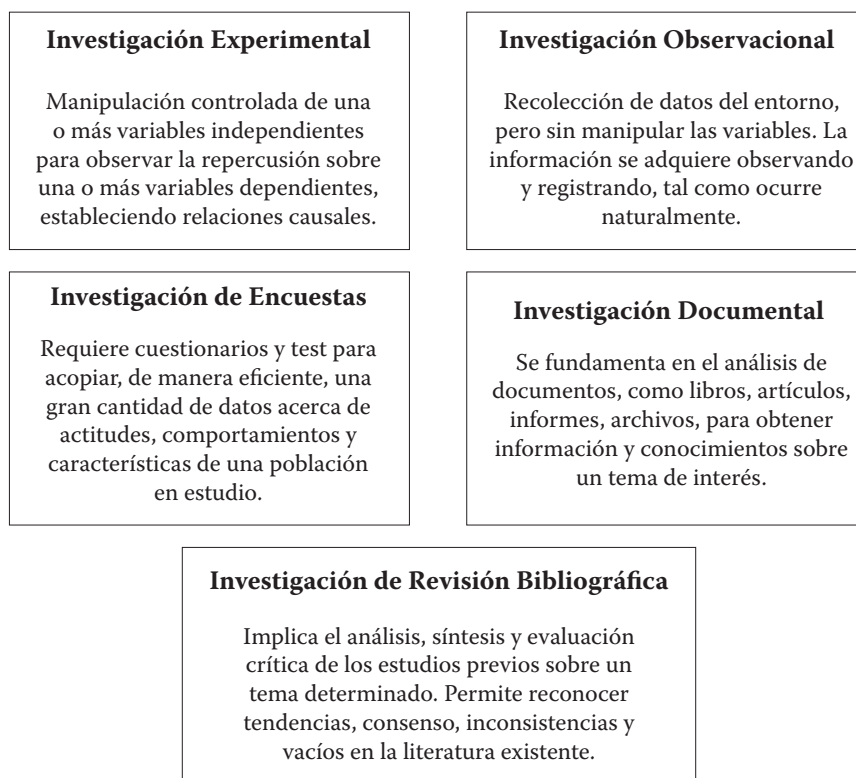 Investigación Experimental
Manipulación controlada de una
o más variables independientes
para observar la repercusión sobre
una o más variables dependientes,
estableciendo relaciones causales.
Investigación Observacional
Recolección de datos del entorno,
pero sin manipular las variables. La
información se adquiere observando
y registrando, tal como ocurre
naturalmente.
Investigación de Encuestas
Requiere cuestionarios y test para
acopiar, de manera eficiente, una
gran cantidad de datos acerca de
actitudes, comportamientos y
características de una población
en estudio.
Investigación Documental
Se fundamenta en el análisis de
documentos, como libros, artículos,
informes, archivos, para obtener
información y conocimientos sobre
un tema de interés.
Investigación de Revisión Bibliográfica
Implica el análisis, síntesis y evaluación
crítica de los estudios previos sobre un
tema determinado. Permite reconocer
tendencias, consenso, inconsistencias y
vacíos en la literatura existente.